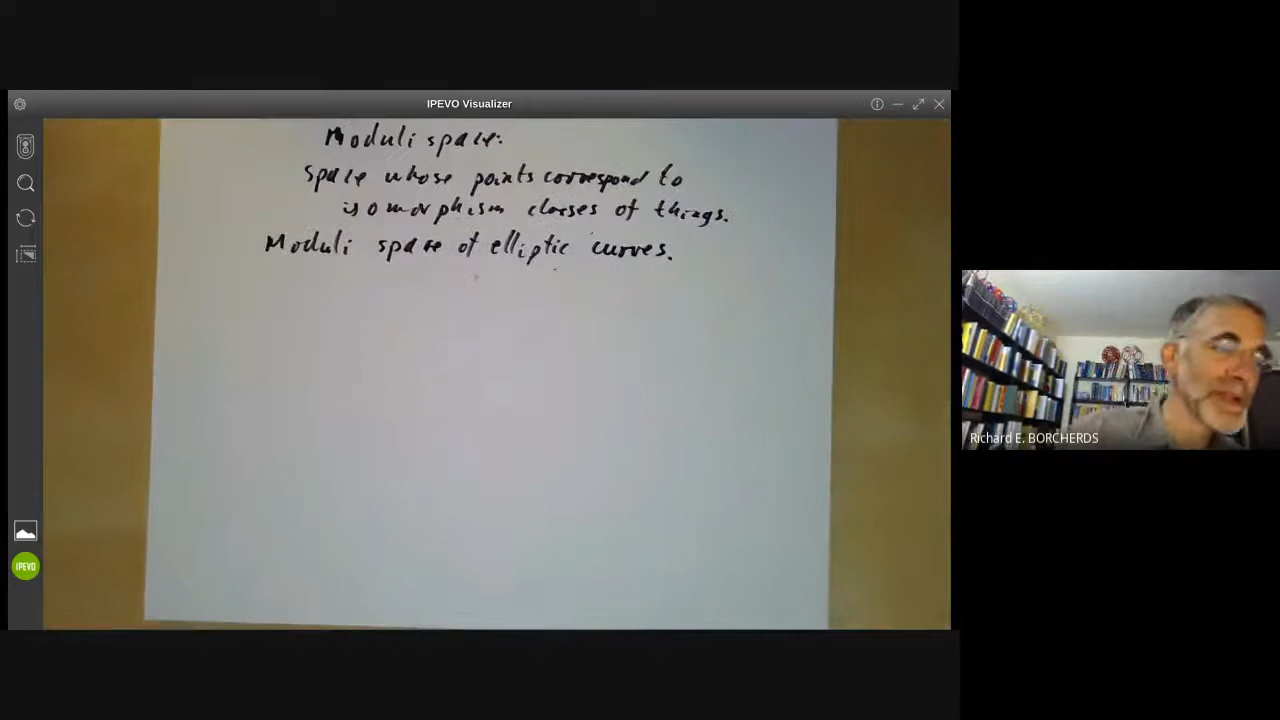 IPEVO Visualizer
Moduli space:
Space whose points correspond to
isomorphism classes of things.
Moduli space of elliptic curves.
IPEVO
Richard E. BORCHERDS